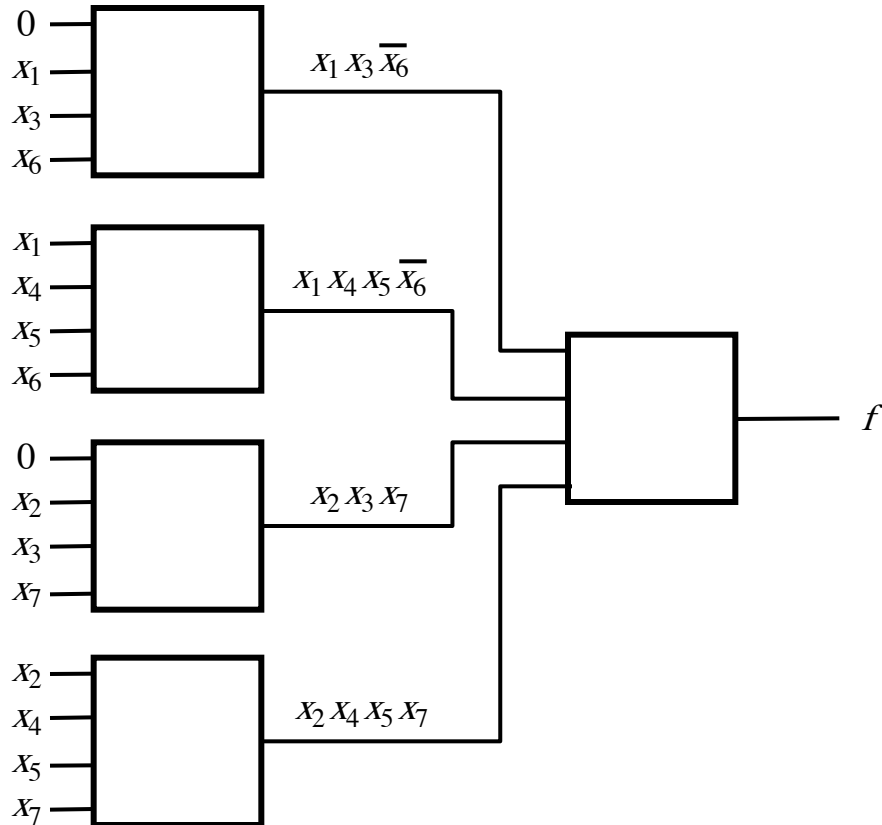 0
x₁
x₃
x₆
x₁ x₃ x̅₆
x₁
x₄
x₅
x₆
x₁ x₄ x₅ x̅₆
0
x₂
x₃
x₇
x₂ x₃ x₇
x₂
x₄
x₅
x₇
x₂ x₄ x₅ x₇
f